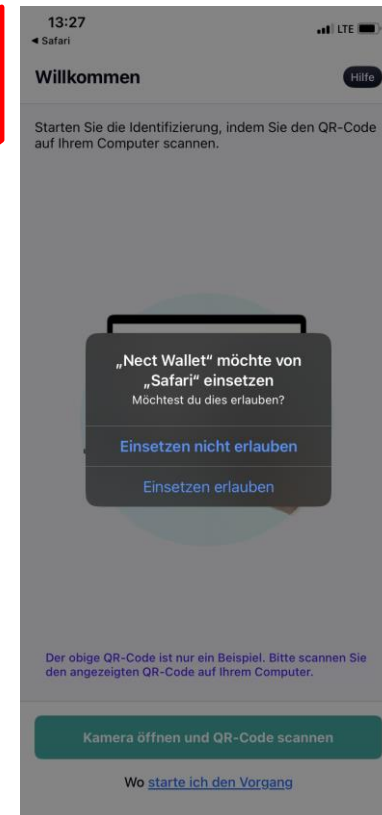 13:27
LTE
◀ Safari
Willkommen
Hilfe
Starten Sie die Identifizierung, indem Sie den QR-Code
auf Ihrem Computer scannen.
„Nect Wallet“ möchte von
„Safari“ einsetzen
Möchtest du dies erlauben?
Einsetzen nicht erlauben
Einsetzen erlauben
Der obige QR-Code ist nur ein Beispiel. Bitte scannen Sie
den angezeigten QR-Code auf Ihrem Computer.
Kamera öffnen und QR-Code scannen
Wo starte ich den Vorgang